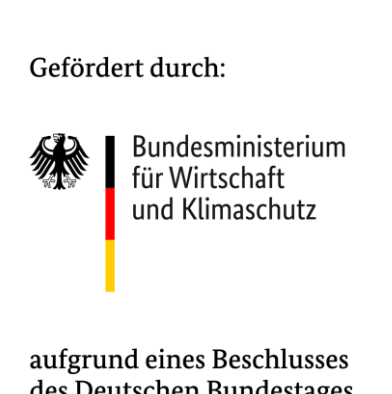 Gefördert durch:
Bundesministerium
für Wirtschaft
und Klimaschutz
aufgrund eines Beschlusses
des Deutschen Bundestages